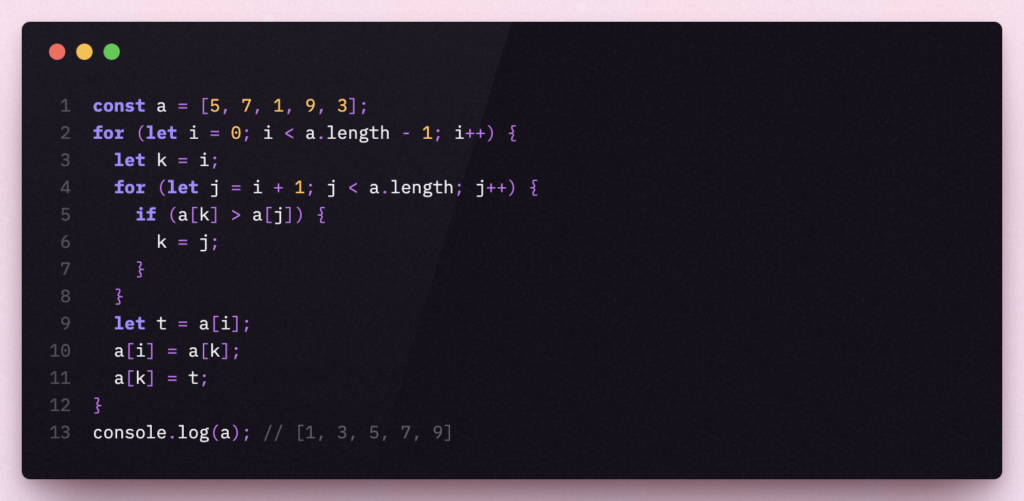 1 const a = [5, 7, 1, 9, 3];
2 for (let i = 0; i < a.length - 1; i++) {
3   let k = i;
4   for (let j = i + 1; j < a.length; j++) {
5     if (a[k] > a[j]) {
6       k = j;
7     }
8   }
9   let t = a[i];
10   a[i] = a[k];
11   a[k] = t;
12 }
13 console.log(a); // [1, 3, 5, 7, 9]